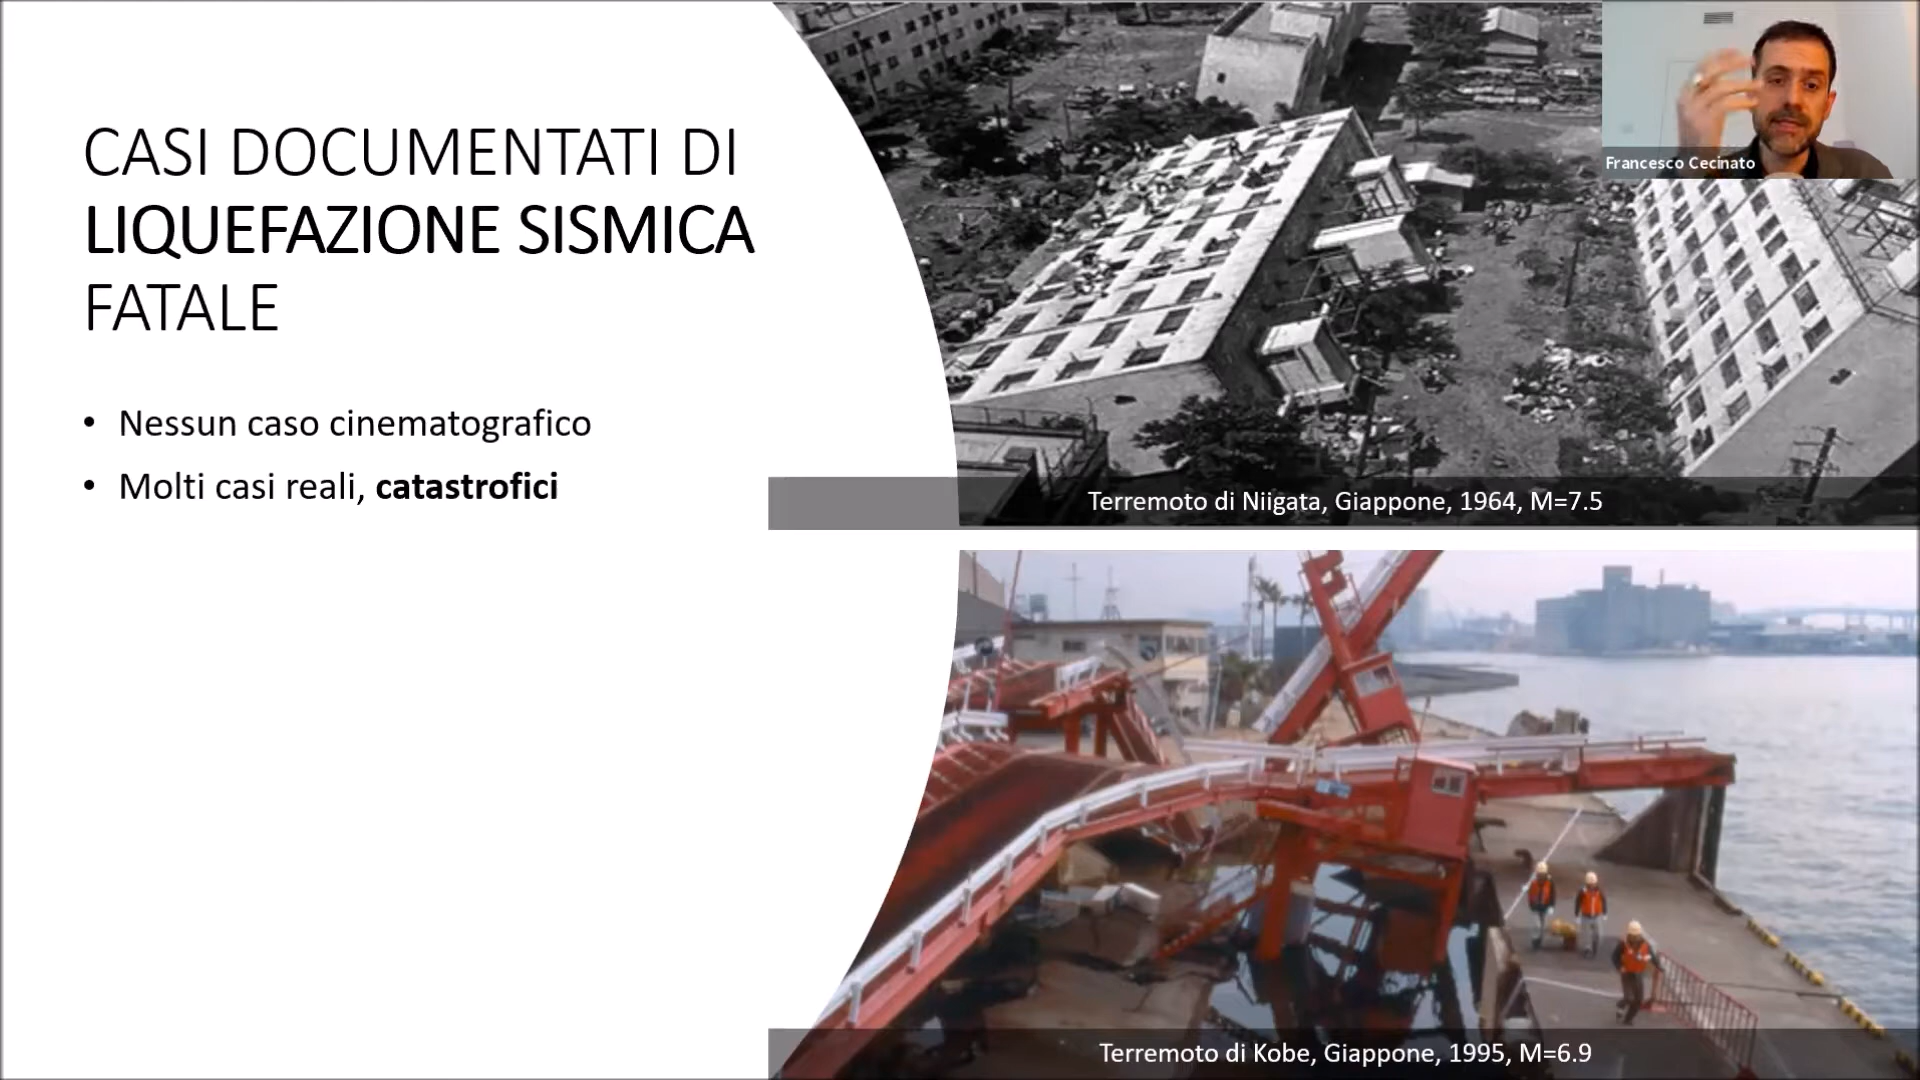 CASI DOCUMENTATI DI
LIQUEFAZIONE SISMICA
FATALE
• Nessun caso cinematografico
• Molti casi reali, catastrofici
Francesco Cecinato
Terremoto di Niigata, Giappone, 1964, M=7.5
Terremoto di Kobe, Giappone, 1995, M=6.9